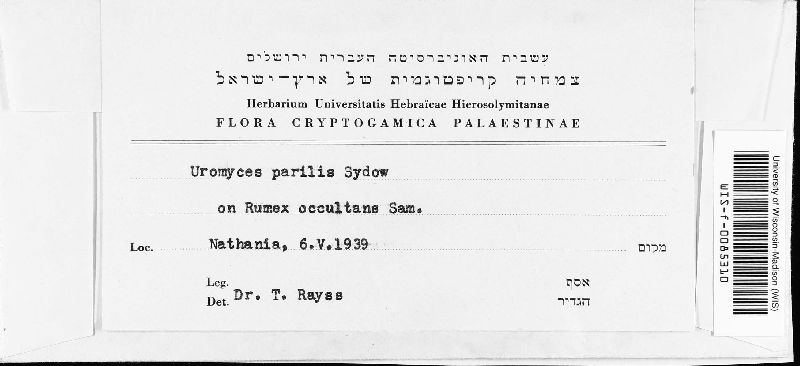 עשבית האוניברסיטה העברית ירושלים
צמחיה קריפטוגמית של ארץ-ישראל
Herbarium Universitatis Hebraïcae Hierosolymitanae
FLORA CRYPTOGAMICA PALAESTINAE
Uromyces parilis Sydow
on Rumex occultans Sam.
Loc. Nathania, 6.V.1939 מקום
Leg. אסף
Det. Dr. T. Rayss הגדיר
University of Wisconsin-Madison (WIS)
WIS-f-0085310